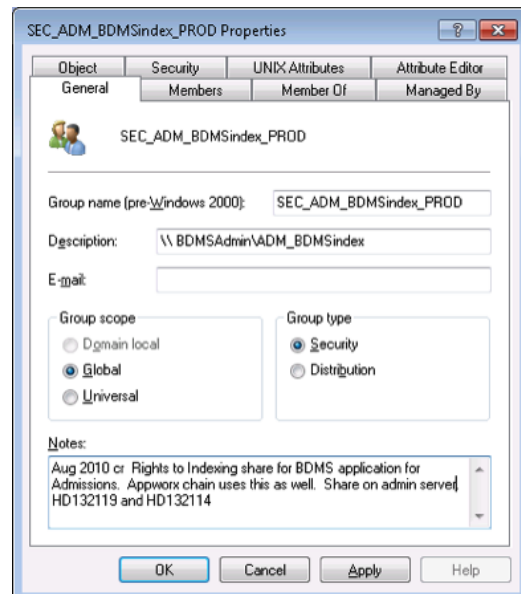 SEC_ADM_BDMSindex_PROD Properties
Object Security UNIX Attributes Attribute Editor
General Members Member Of Managed By
SEC_ADM_BDMSindex_PROD
Group name (pre-Windows 2000): SEC_ADM_BDMSindex_PROD
Description: \\ BDMSAdmin\ADM_BDMSindex
E-mail:
Group scope Group type
Domain local Security
Global Distribution
Universal
Notes:
Aug 2010 cr Rights to Indexing share for BDMS application for
Admissions. Appworx chain uses this as well. Share on admin server
HD132119 and HD132114
OK Cancel Apply Help